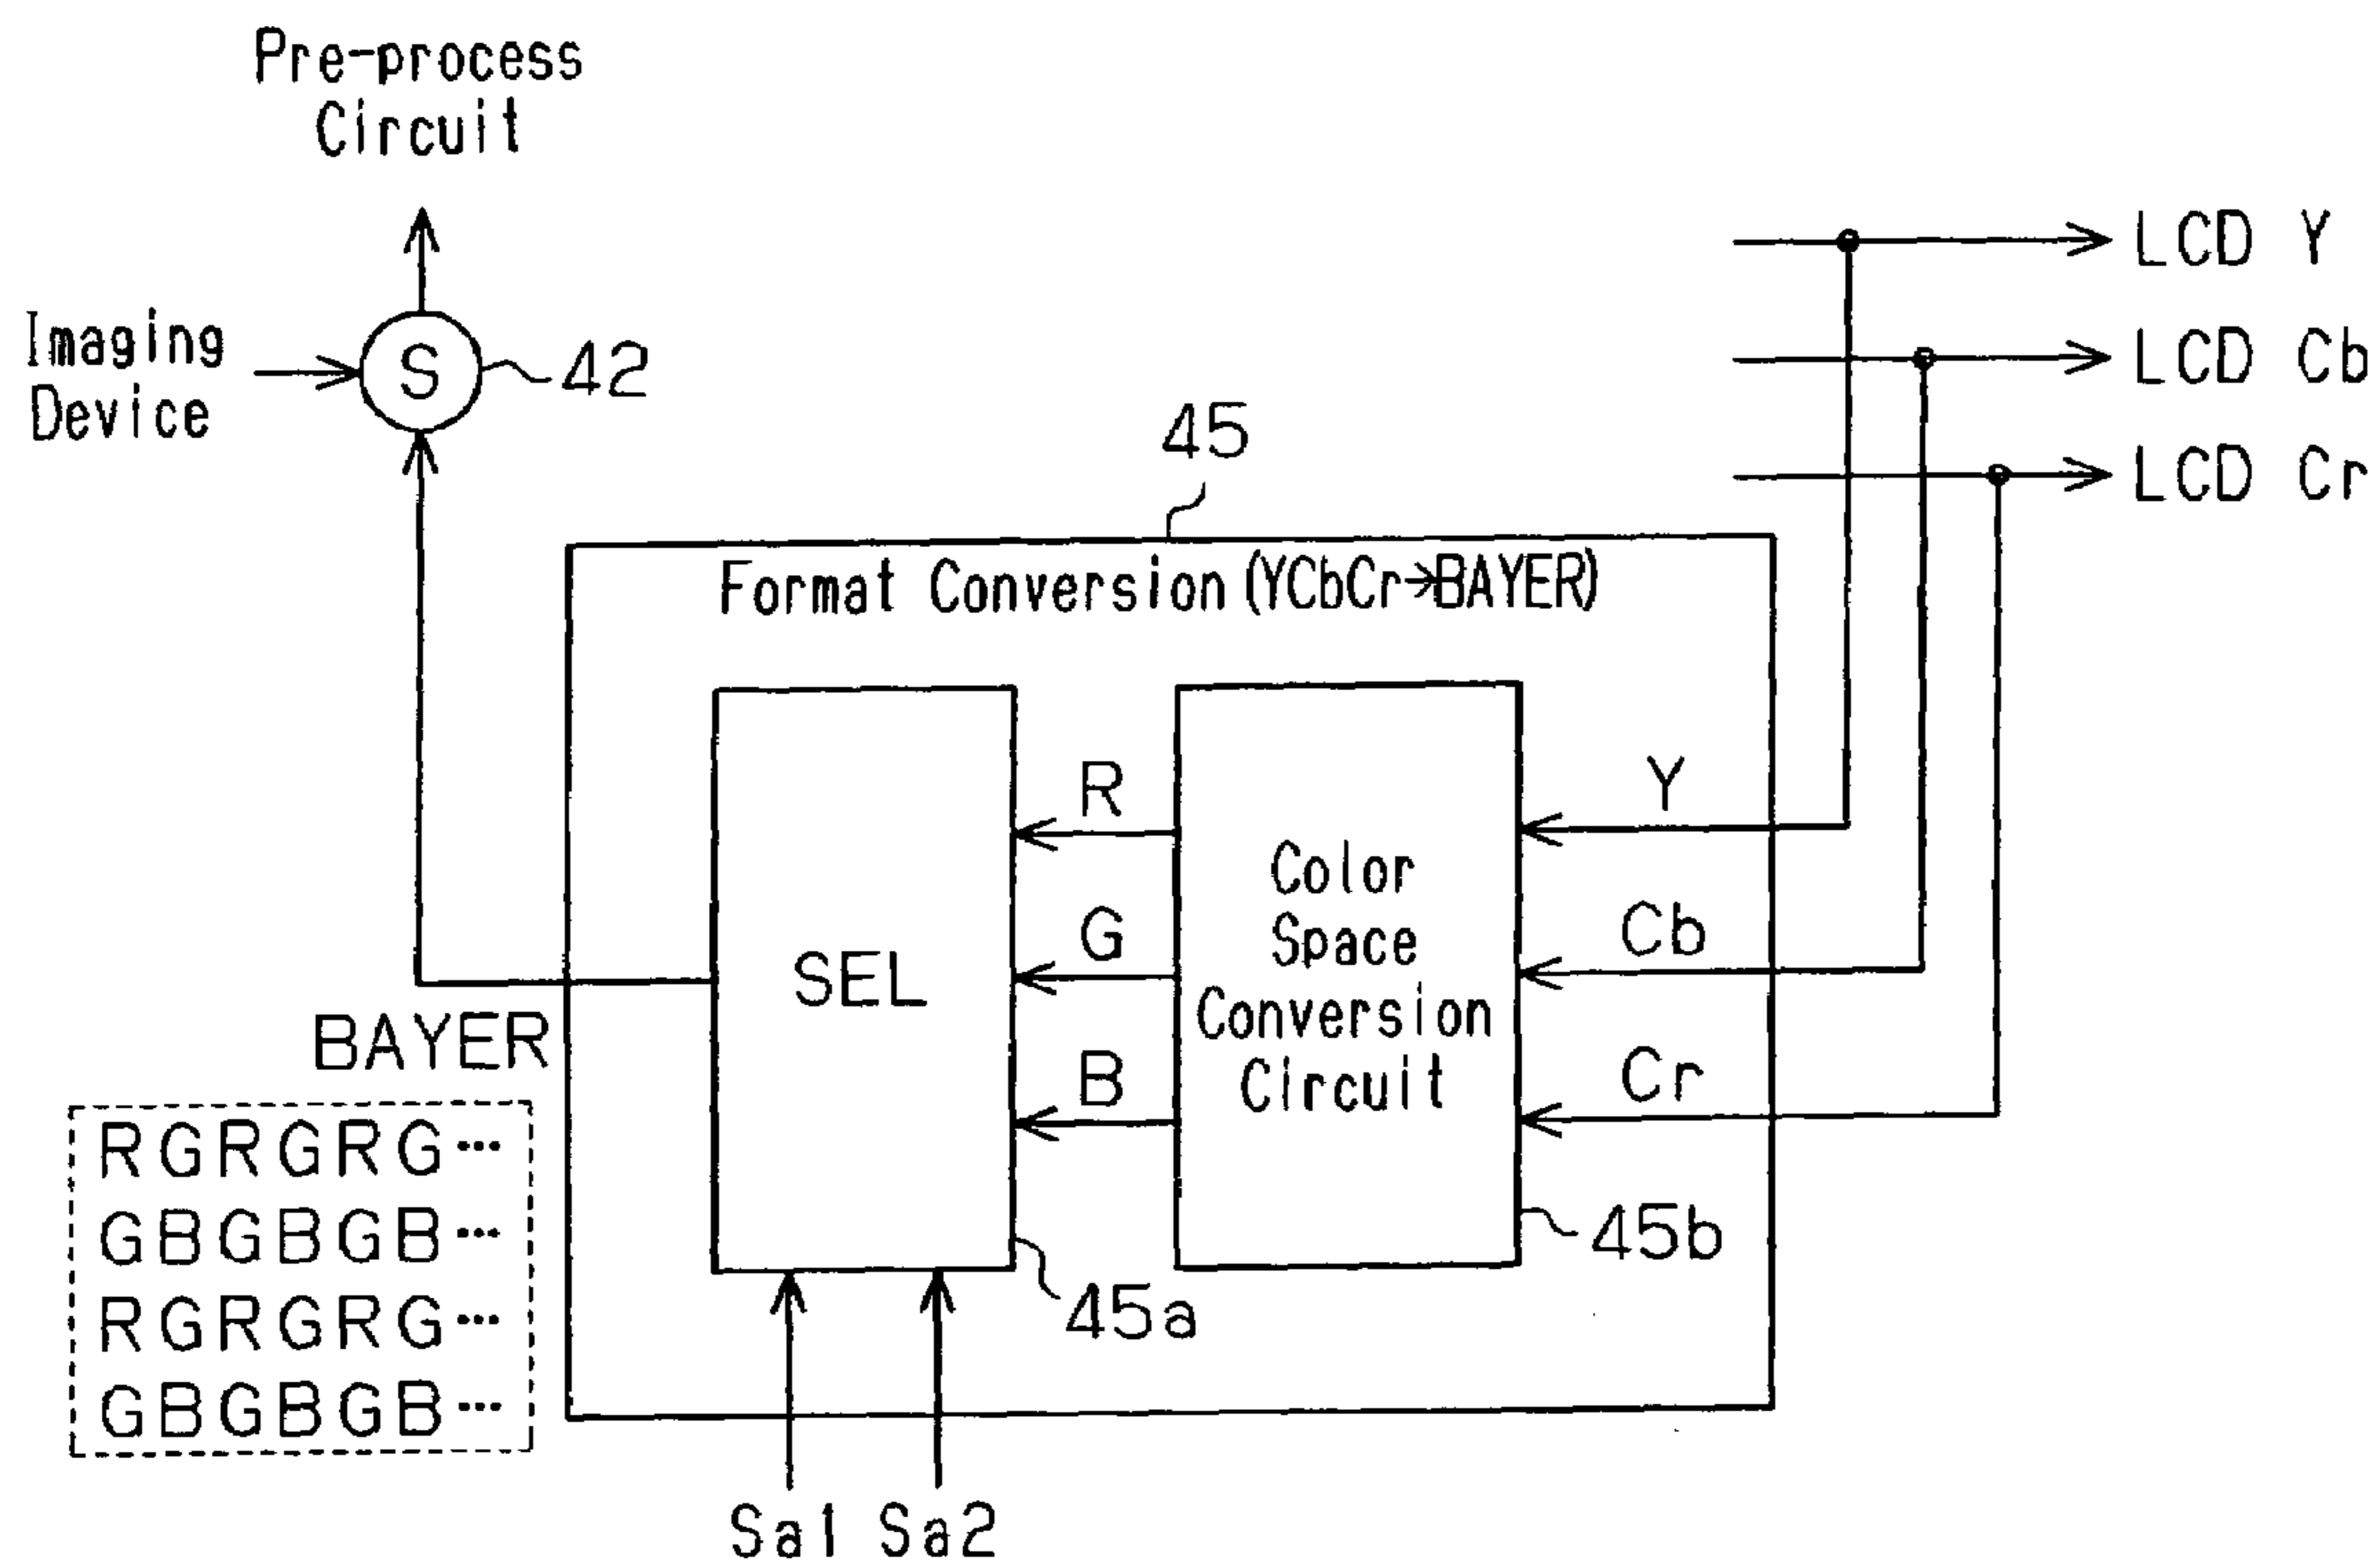 Pre-process
Circuit
Imaging
Device
S
42
LCD Y
LCD Cb
LCD Cr
45
Format Conversion (YCbCr→BAYER)
SEL
R
G
B
Color
Space
Conversion
Circuit
Y
Cb
Cr
45a
45b
BAYER
RGRGRG···
GBGBGB···
RGRGRG···
GBGBGB···
Sa1 Sa2